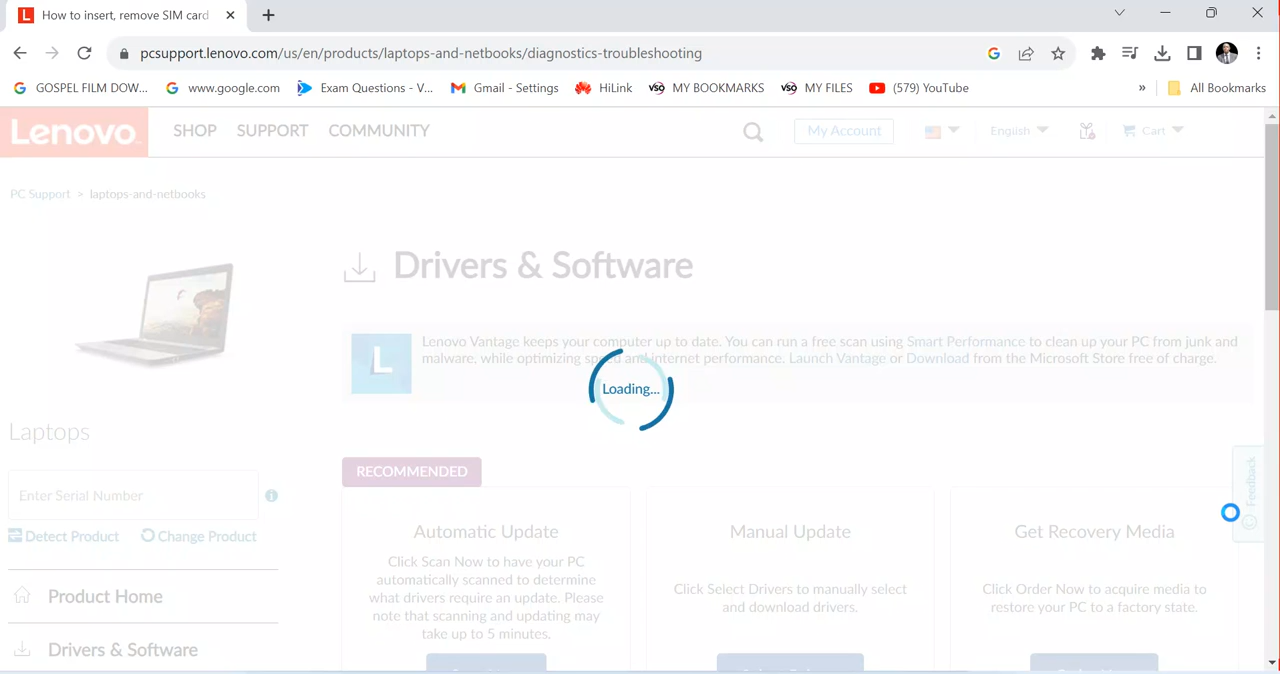 L How to insert, remove SIM card
pcsupport.lenovo.com/us/en/products/laptops-and-netbooks/diagnostics-troubleshooting
GOSPEL FILM DOW... www.google.com Exam Questions - V... Gmail - Settings HiLink VSO MY BOOKMARKS VSO MY FILES (579) YouTube » All Bookmarks
Lenovo SHOP SUPPORT COMMUNITY My Account English Cart
PC Support > laptops-and-netbooks
Drivers & Software
L
Lenovo Vantage keeps your computer up to date. You can run a free scan using Smart Performance to clean up your PC from junk and
malware, while optimizing speed and internet performance. Launch Vantage or Download from the Microsoft Store free of charge.
Loading...
Laptops
Enter Serial Number
Detect Product Change Product
Product Home
Drivers & Software
RECOMMENDED
Automatic Update
Click Scan Now to have your PC
automatically scanned to determine
what drivers require an update. Please
note that scanning and updating may
take up to 5 minutes.
Manual Update
Click Select Drivers to manually select
and download drivers.
Get Recovery Media
Click Order Now to acquire media to
restore your PC to a factory state.
Feedback